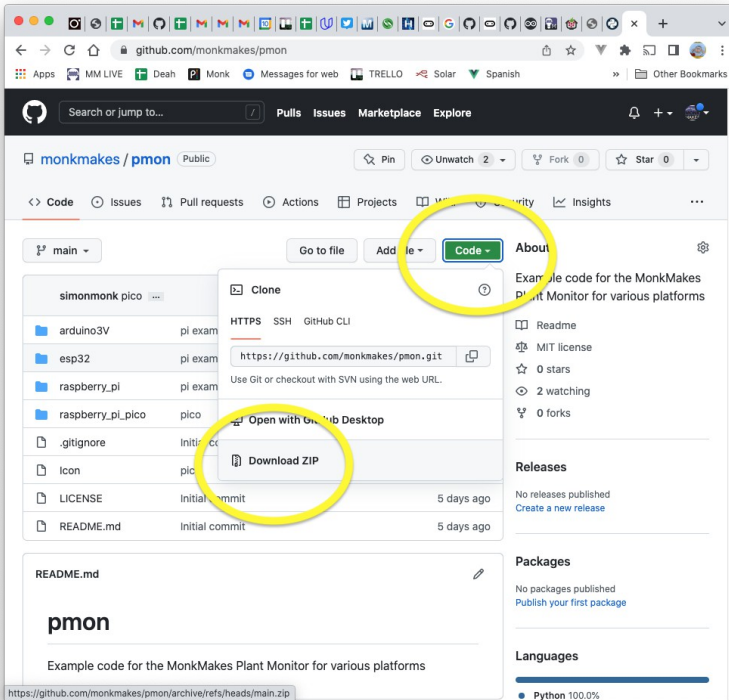 github.com/monkmakes/pmon
Apps MM LIVE Deah Monk Messages for web TRELLO Solar Spanish » Other Bookmarks
Search or jump to... / Pulls Issues Marketplace Explore
monkmakes / pmon Public Pin Unwatch 2 Fork 0 Star 0
<> Code Issues Pull requests Actions Projects Security Insights ...
main Go to file Add file Code
Clone
HTTPS SSH GitHub CLI
https://github.com/monkmakes/pmon.git
Use Git or checkout with SVN using the web URL.
Open with GitHub Desktop
Download ZIP
simonmonk pico ...
arduino3V pi exam
esp32 pi exam
raspberry_pi pi exam
raspberry_pi_pico pico
.gitignore
Icon
LICENSE Initial commit 5 days ago
README.md Initial commit 5 days ago
README.md
pmon
Example code for the MonkMakes Plant Monitor for various platforms
About
Example code for the MonkMakes
Plant Monitor for various platforms
Readme
MIT license
0 stars
2 watching
0 forks
Releases
No releases published
Create a new release
Packages
No packages published
Publish your first package
Languages
Python 100.0%
https://github.com/monkmakes/pmon/archive/refs/heads/main.zip